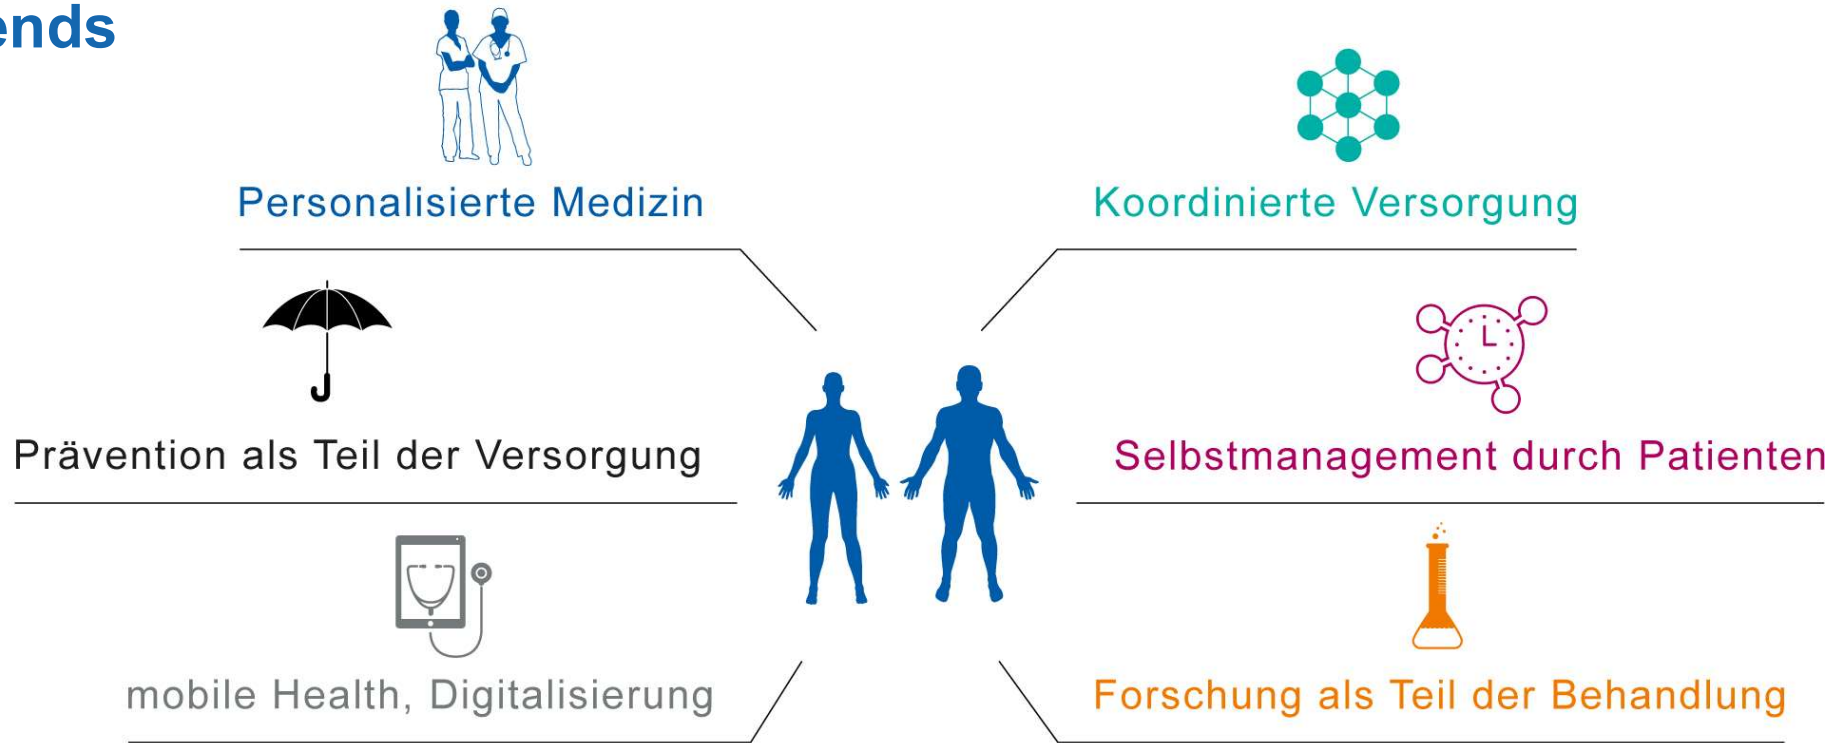 ends
Personalisierte Medizin
Koordinierte Versorgung
Prävention als Teil der Versorgung
Selbstmanagement durch Patienten
mobile Health, Digitalisierung
Forschung als Teil der Behandlung